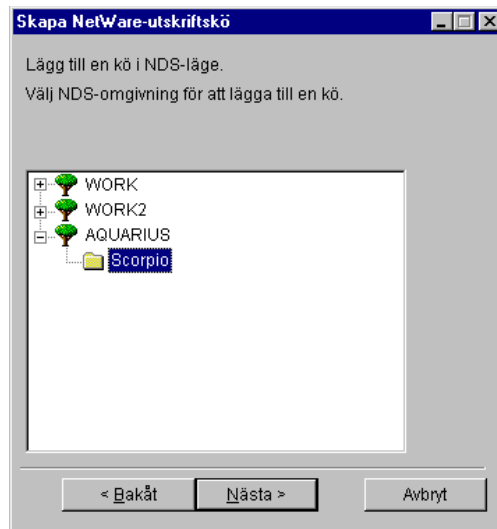 Skapa NetWare-utskriftskö
Lägg till en kö i NDS-läge.
Välj NDS-omgivning för att lägga till en kö.
WORK
WORK2
AQUARIUS
Scorpio
< Bakåt Nästa > Avbryt